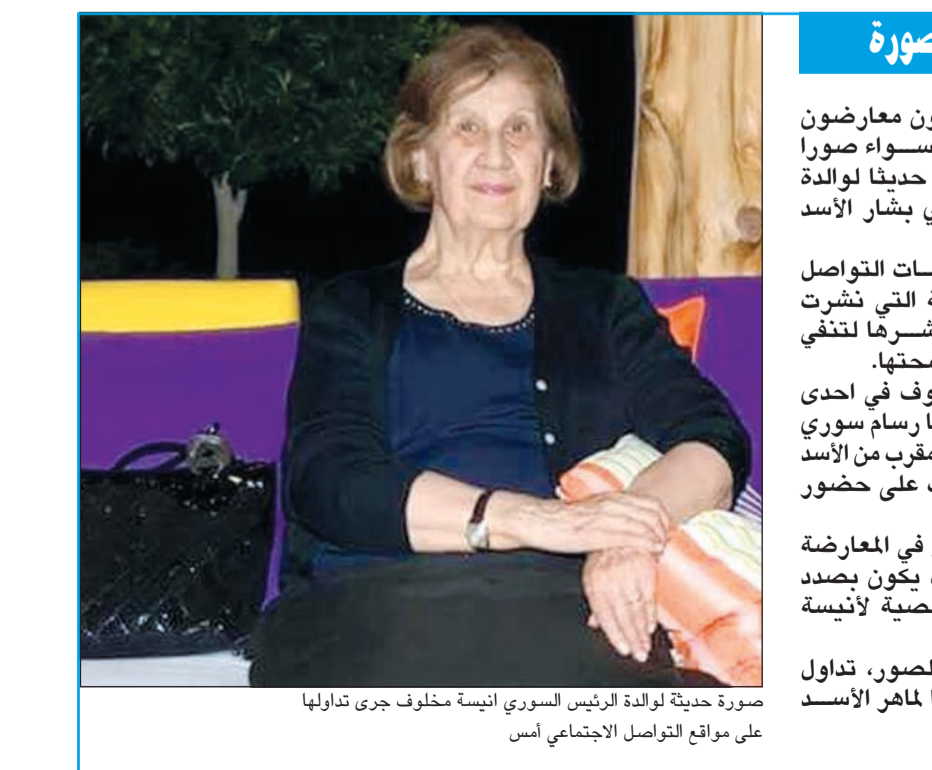 صورة
ون معارضون
ســواء صورا
حديثا لوالدة
ي بشار الأسد
ـات التواصل
ة التي نشرت
شــرها لتنفي
صحتها.
وف في احدى
ا رسام سوري
مقرب من الأسد
على حضور
في المعارضة
يكون بصدد
صية لأنيسة
لصور، تداول
ا لماهر الأســد
صورة حديثة لوالدة الرئيس السوري انيسة مخلوف جرى تداولها
على مواقع التواصل الاجتماعي أمس